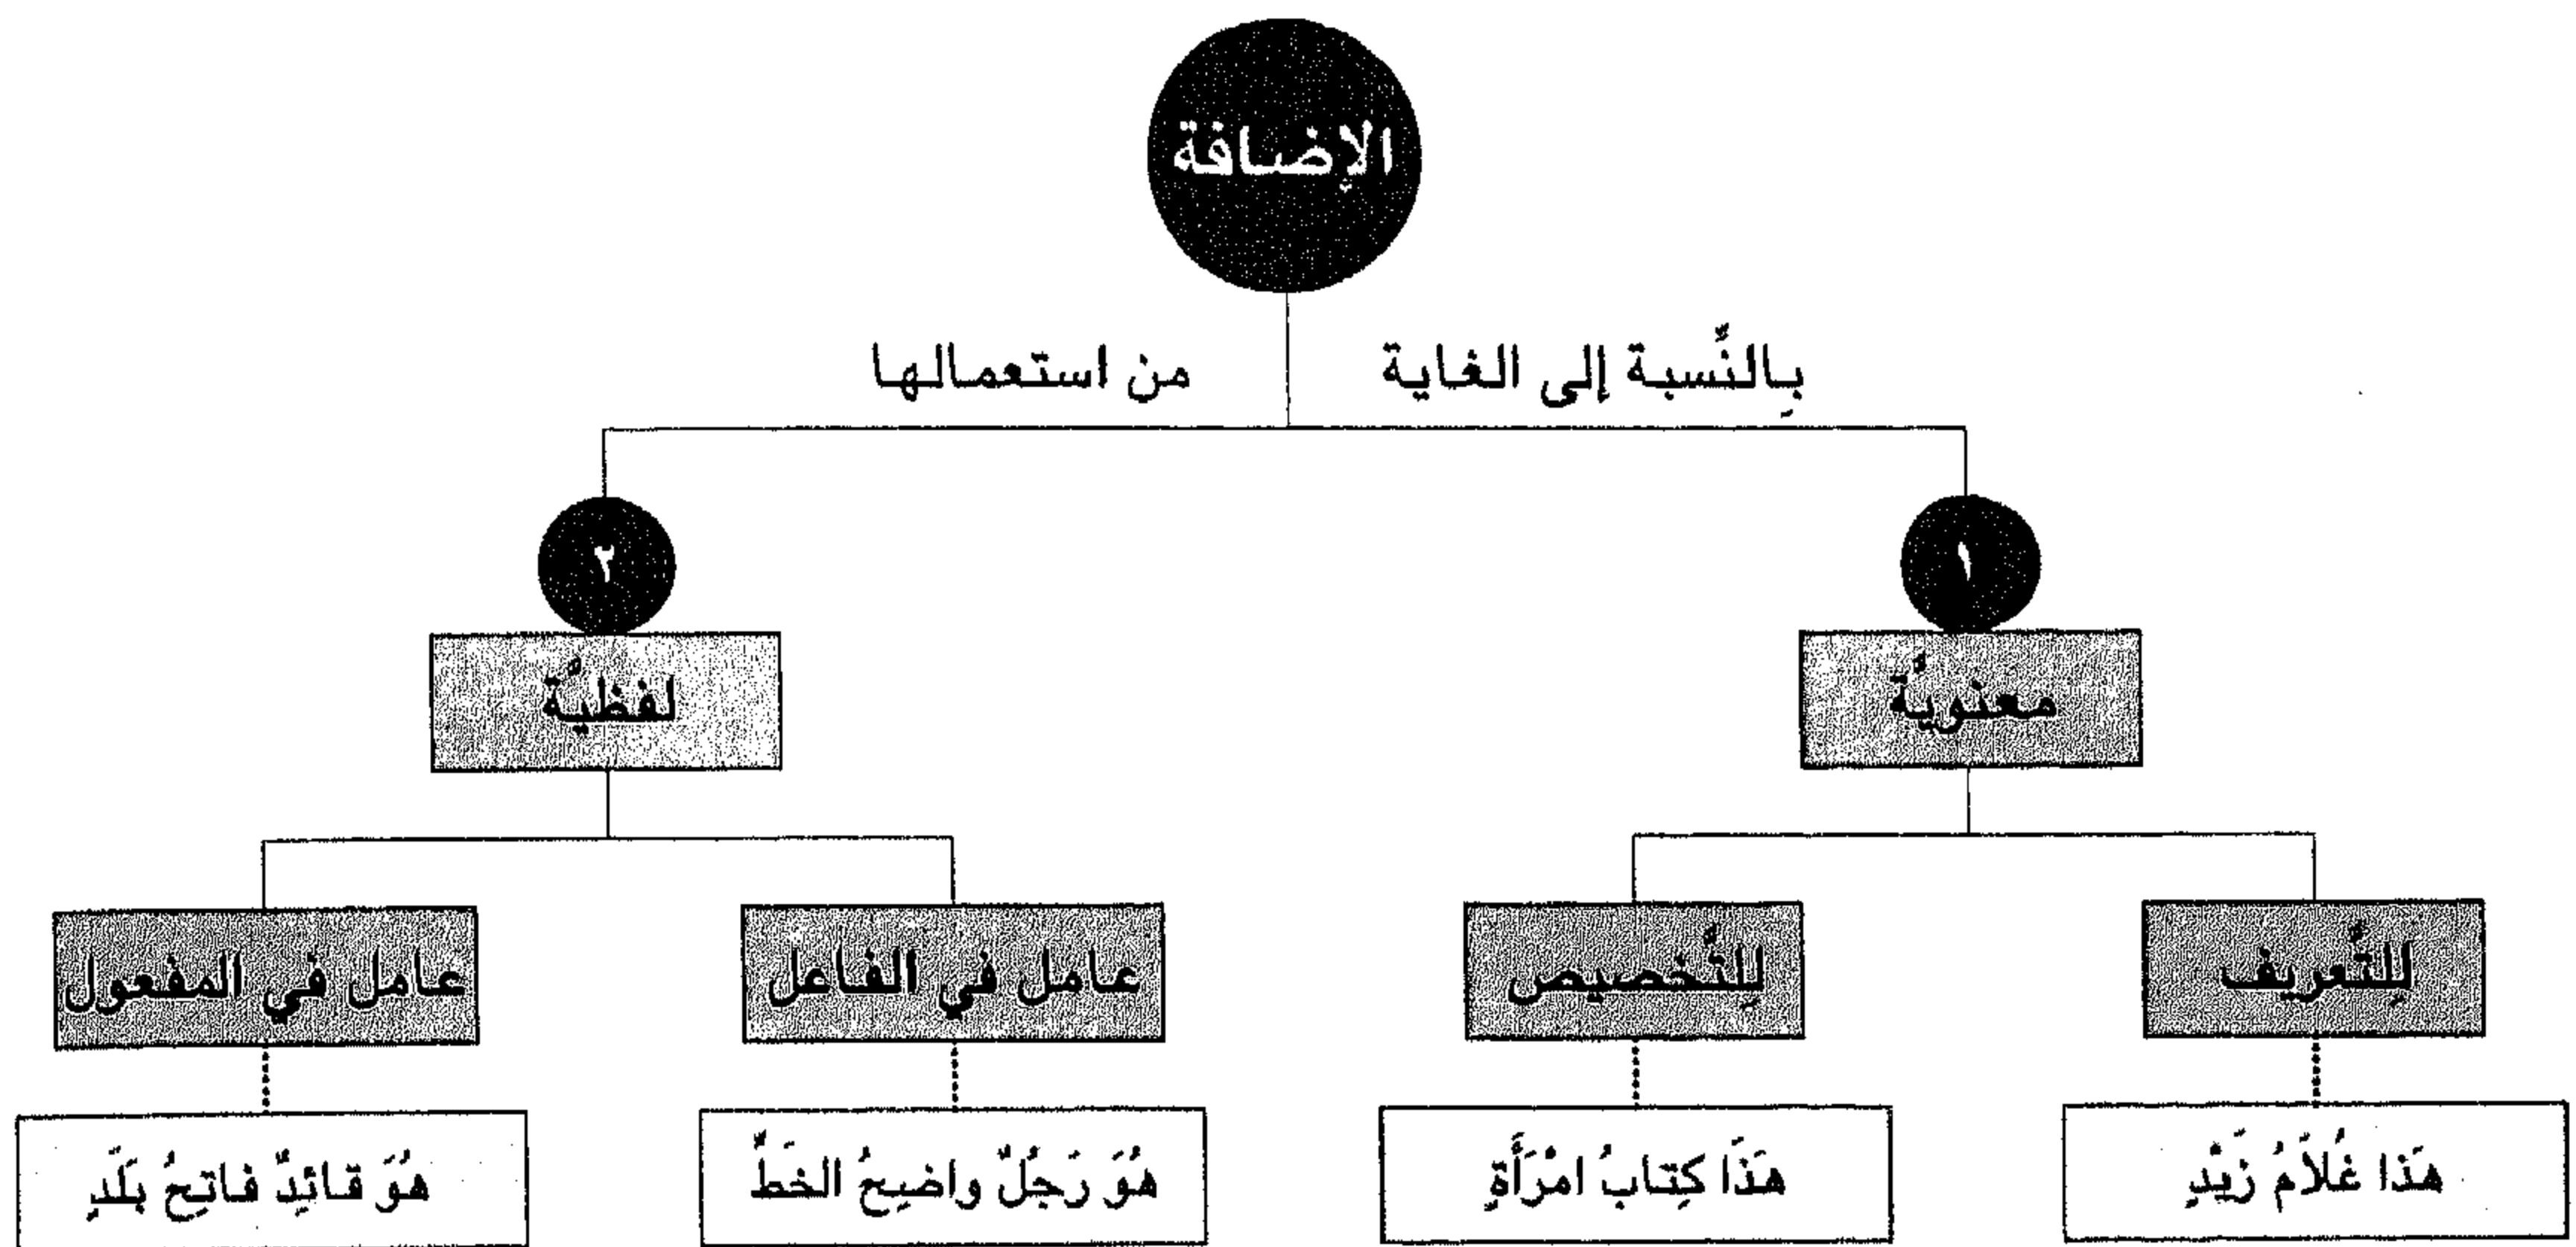 الإضافة
بِالنِّسبة إلى الغاية من استعمالها
١
٢
معنويَّة
لفظيَّة
لِلتَّعريف
لِلتَّخصيص
عامل في الفاعل
عامل في المفعول
هَذا غُلاَمُ زَيْدٍ
هَذَا كِتابُ امْرَأَةٍ
هُوَ رَجُلٌ واضِحُ الخَطِّ
هُوَ قائِدٌ فاتِحُ بَلَدٍ